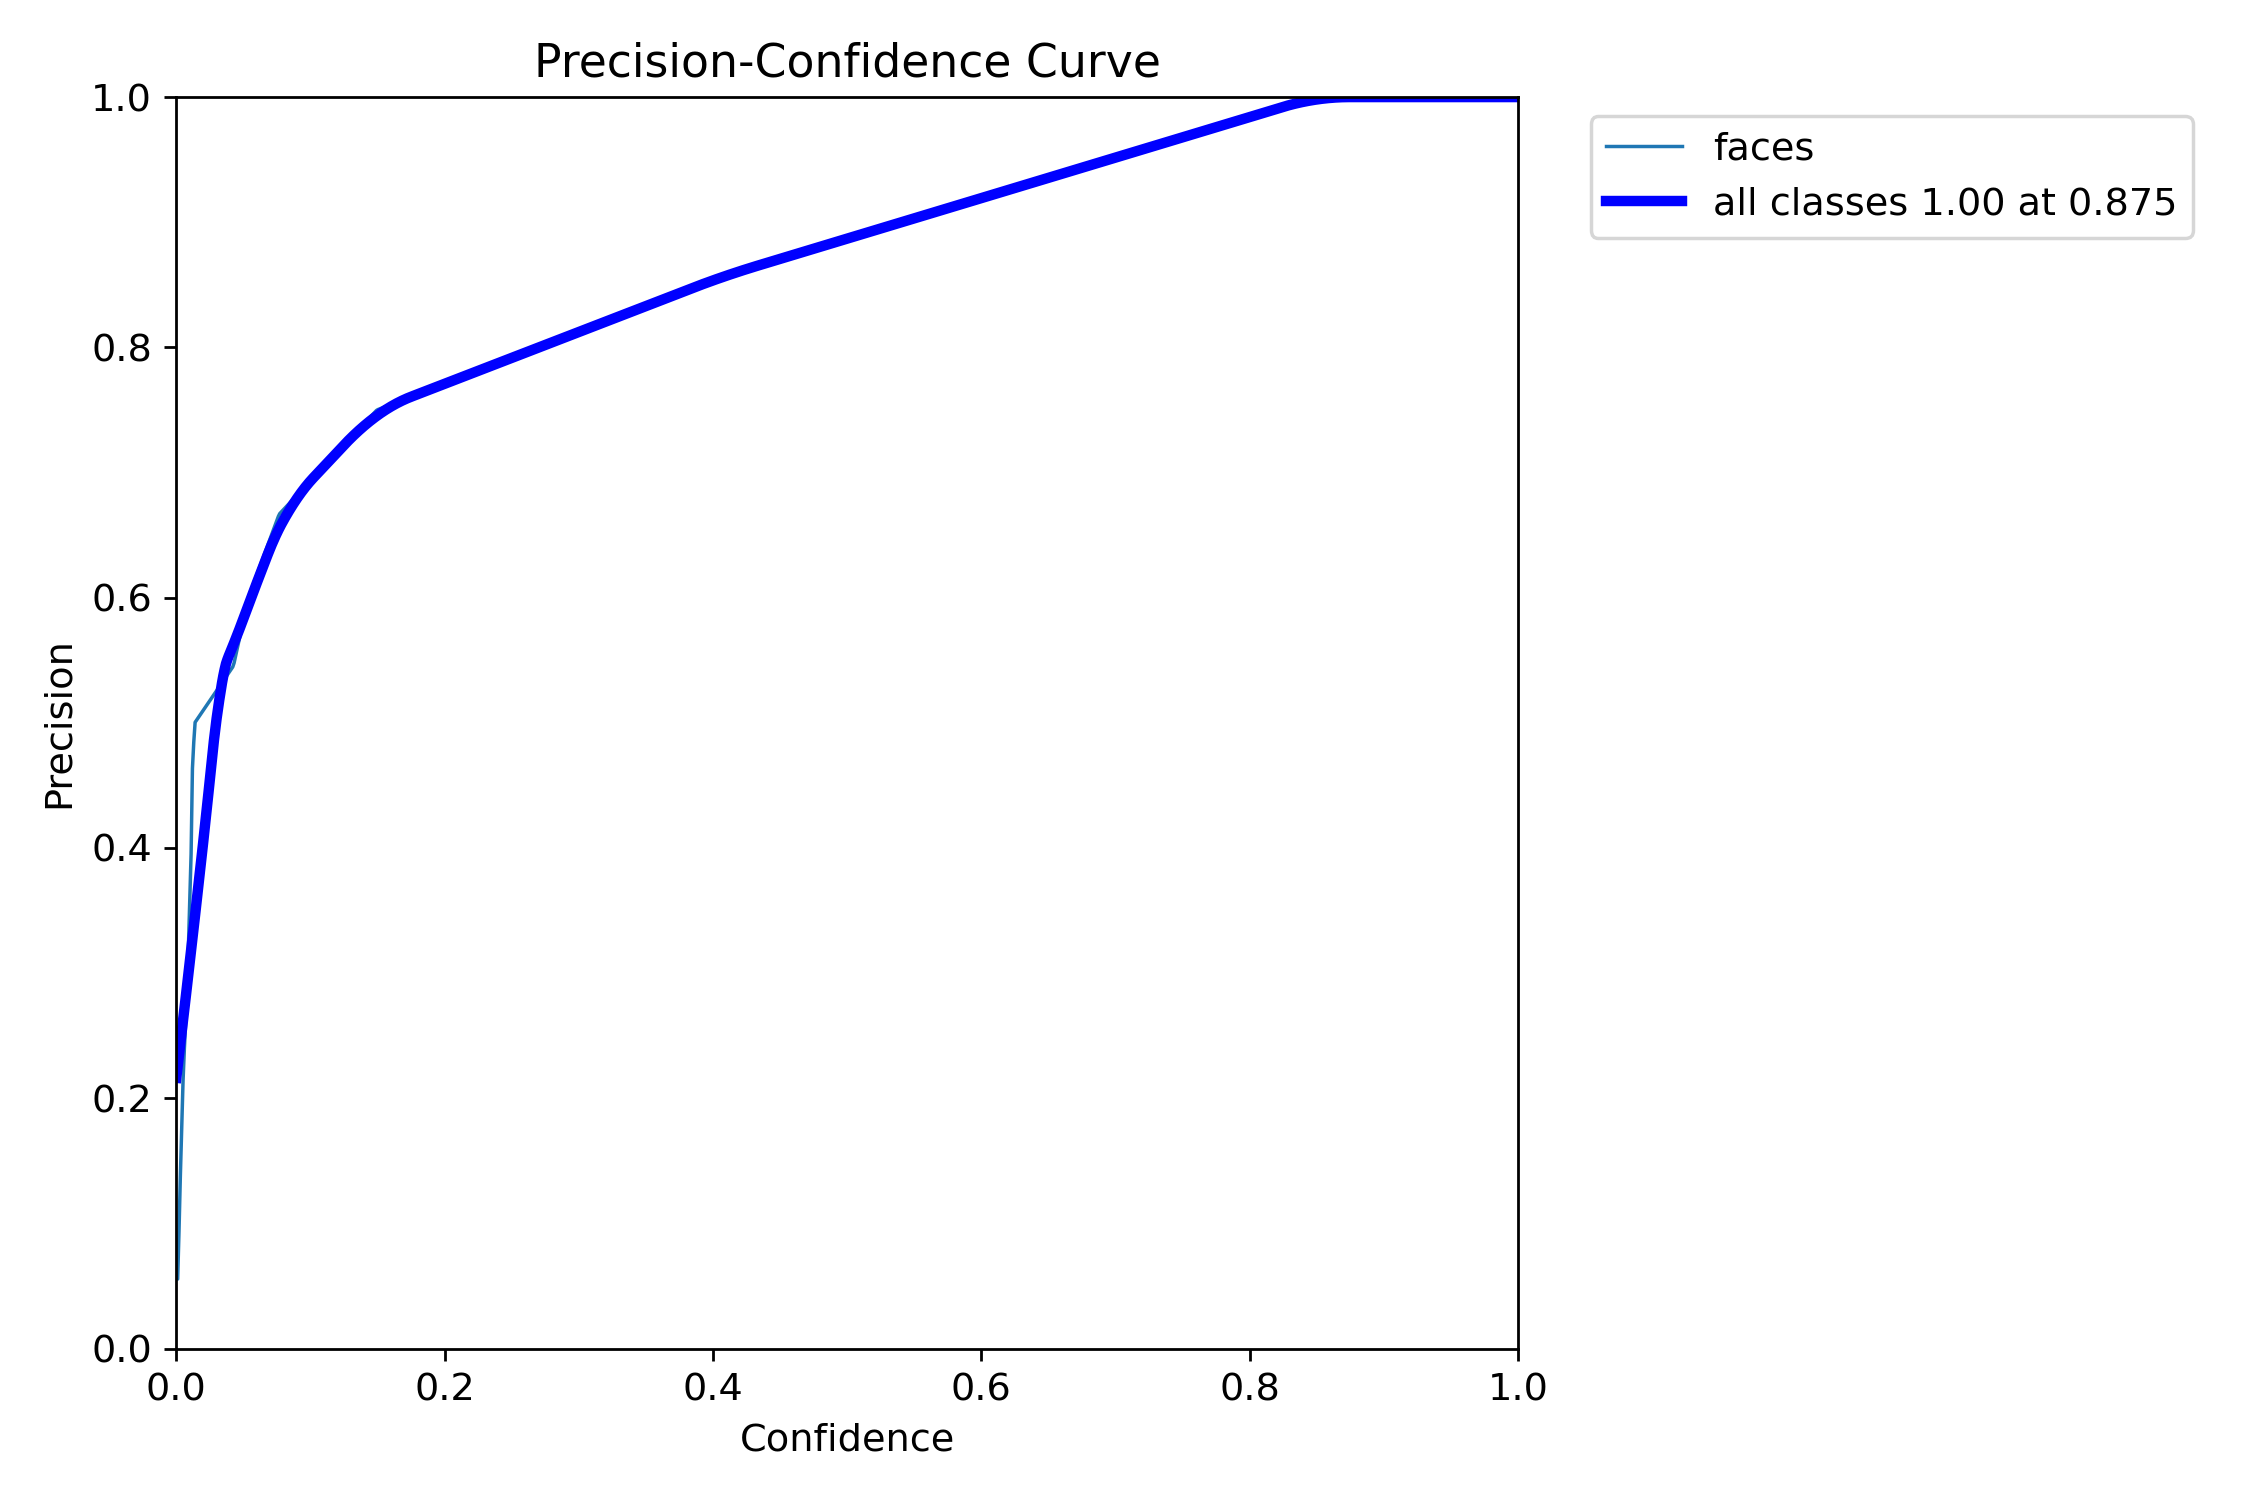 Precision-Confidence Curve
1.0
0.8
0.6
0.4
0.2
0.0
Precision
0.0 0.2 0.4 0.6 0.8 1.0
Confidence
faces
all classes 1.00 at 0.875